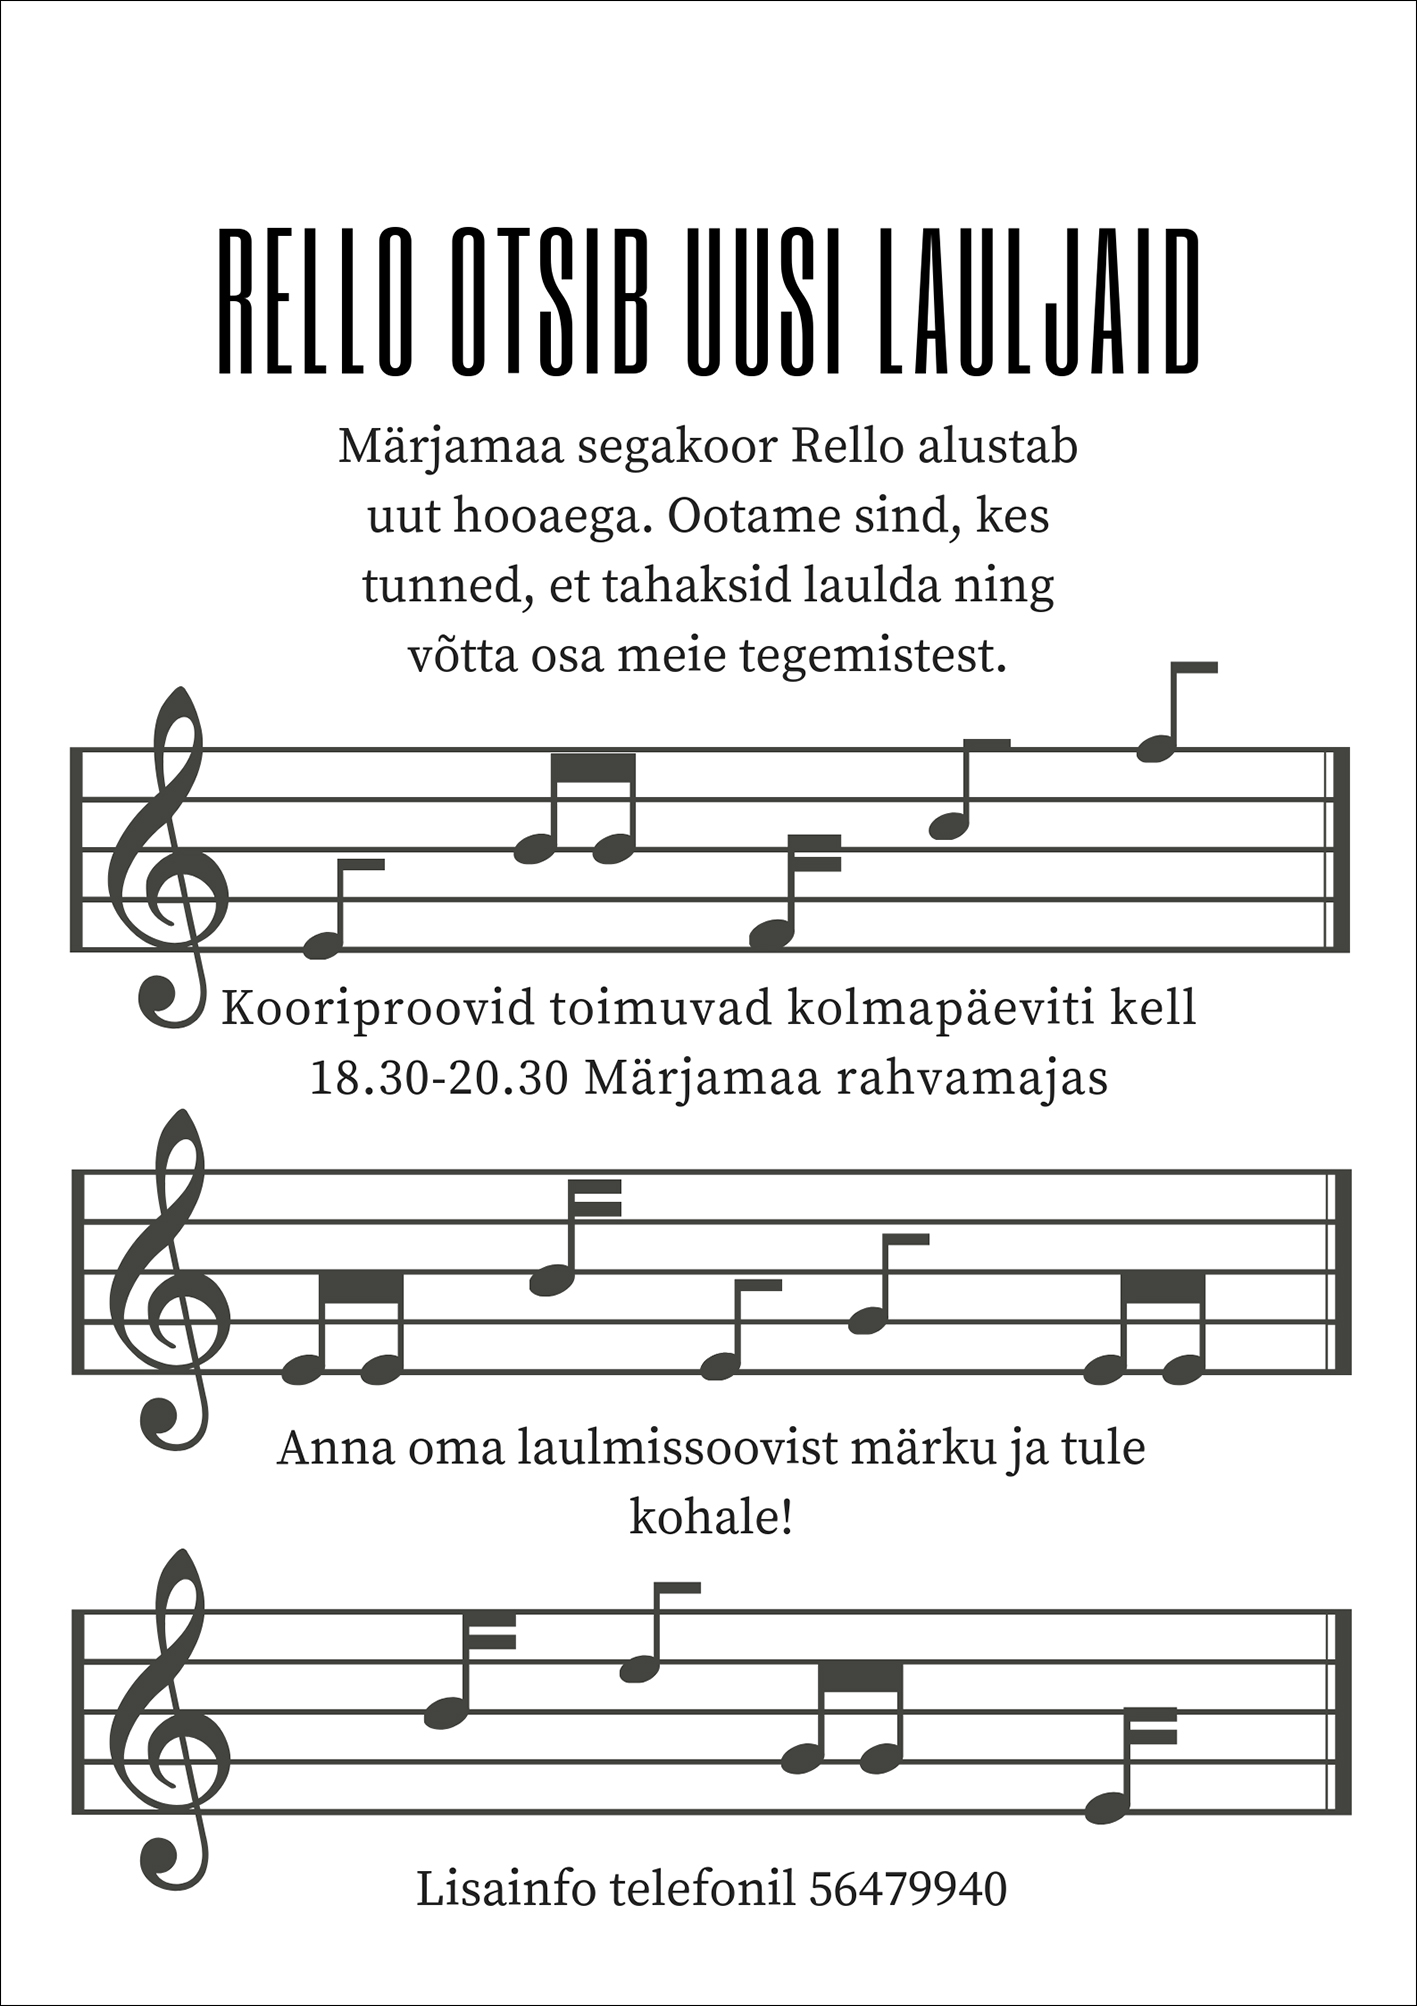 RELLO OTSIB UUSI LAULJAID
Märjamaa segakoor Rello alustab
uut hooaega. Ootame sind, kes
tunned, et tahaksid laulda ning
võtta osa meie tegemistest.
Kooriproovid toimuvad kolmapäeviti kell
18.30-20.30 Märjamaa rahvamajas
Anna oma laulmissoovist märku ja tule
kohale!
Lisainfo telefonil 56479940